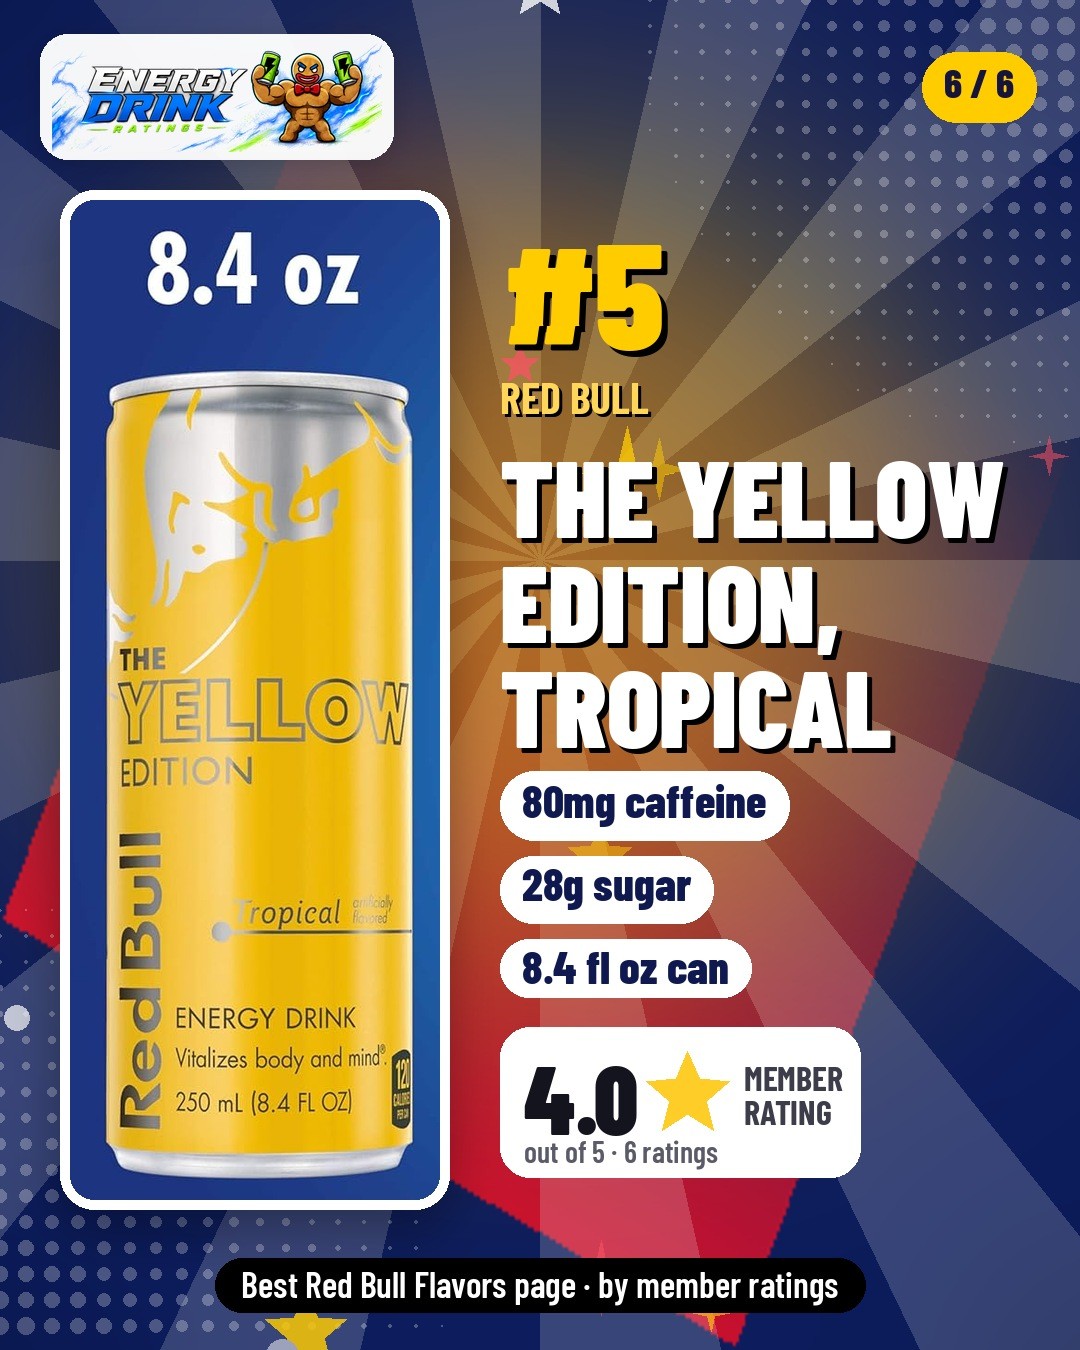 ENERGY
DRINK
RATINGS
6 / 6
8.4 oz
#5
RED BULL
THE YELLOW
EDITION,
TROPICAL
80mg caffeine
28g sugar
8.4 fl oz can
4.0
MEMBER
RATING
out of 5 · 6 ratings
THE
YELLOW
EDITION
Red Bull
Tropical
artificially
flavored
ENERGY DRINK
Vitalizes body and mind®.
250 mL (8.4 FL OZ)
120
CALORIES
PER CAN
Best Red Bull Flavors page · by member ratings